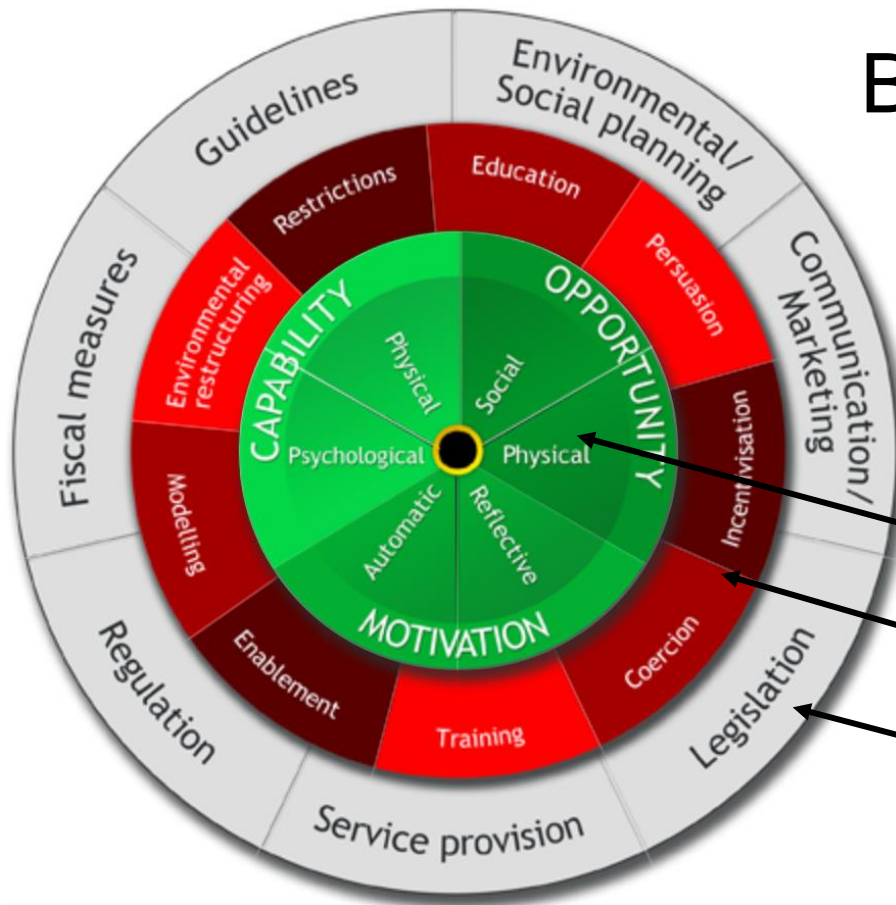 B
Guidelines
Environmental/
Social planning
Communication/
Marketing
Legislation
Service provision
Regulation
Fiscal measures
Restrictions
Education
Persuasion
Incentivisation
Coercion
Training
Enablement
Modelling
Environmental
restructuring
CAPABILITY
OPPORTUNITY
MOTIVATION
Physical
Social
Psychological
Physical
Automatic
Reflective